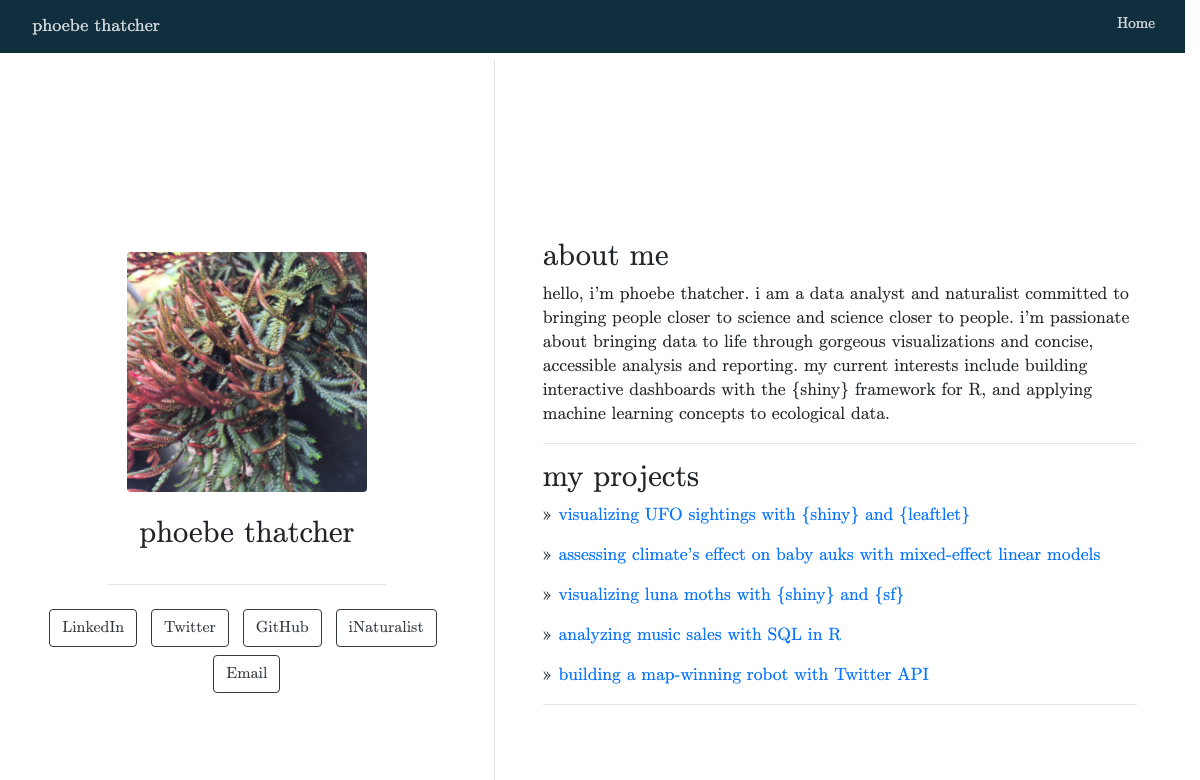 phoebe thatcher
Home
phoebe thatcher
LinkedIn
Twitter
GitHub
iNaturalist
Email
about me
hello, i'm phoebe thatcher. i am a data analyst and naturalist committed to
bringing people closer to science and science closer to people. i'm passionate
about bringing data to life through gorgeous visualizations and concise,
accessible analysis and reporting. my current interests include building
interactive dashboards with the {shiny} framework for R, and applying
machine learning concepts to ecological data.
my projects
» visualizing UFO sightings with {shiny} and {leaftlet}
» assessing climate's effect on baby auks with mixed-effect linear models
» visualizing luna moths with {shiny} and {sf}
» analyzing music sales with SQL in R
» building a map-winning robot with Twitter API